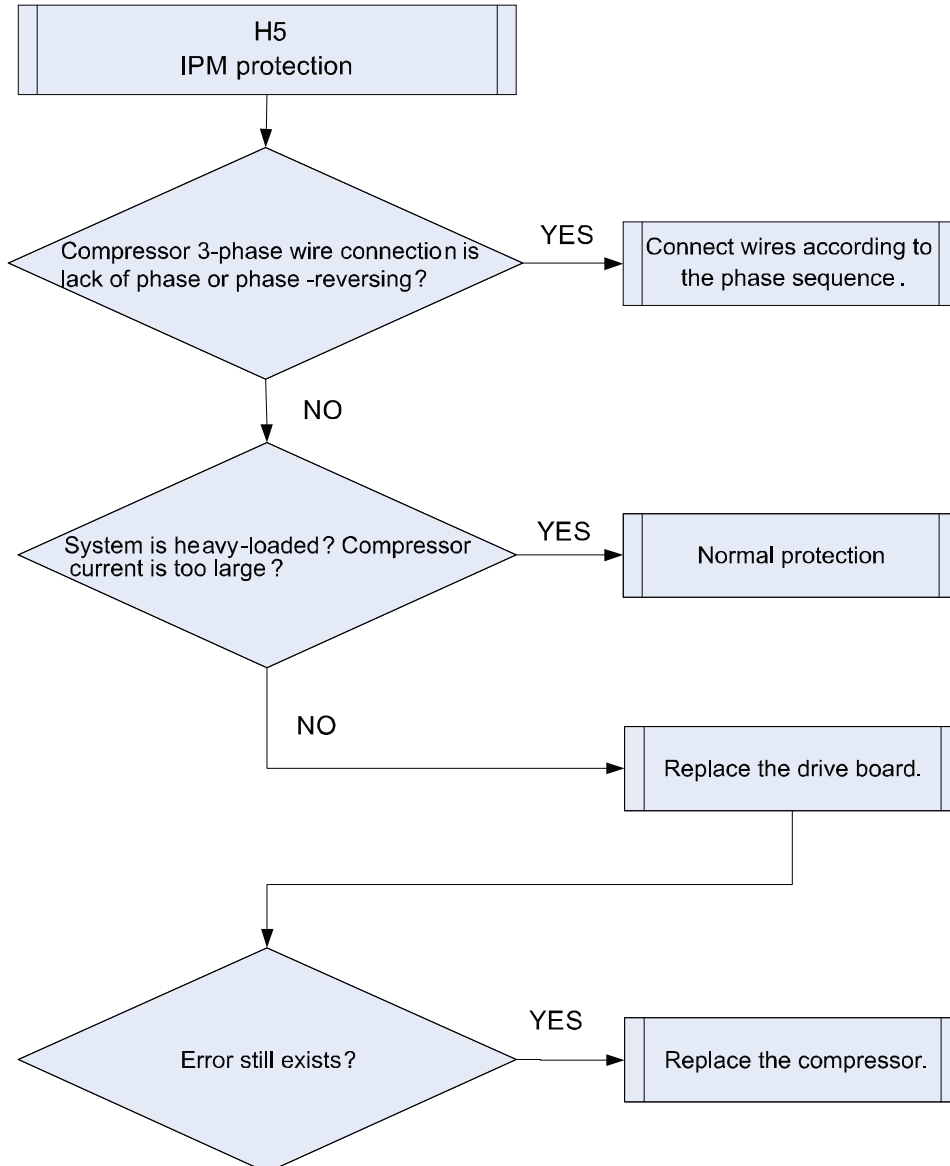 H5
IPM protection
Compressor 3-phase wire connection is
lack of phase or phase -reversing?
YES
Connect wires according to
the phase sequence.
NO
System is heavy-loaded? Compressor
current is too large?
YES
Normal protection
NO
Replace the drive board.
Error still exists?
YES
Replace the compressor.